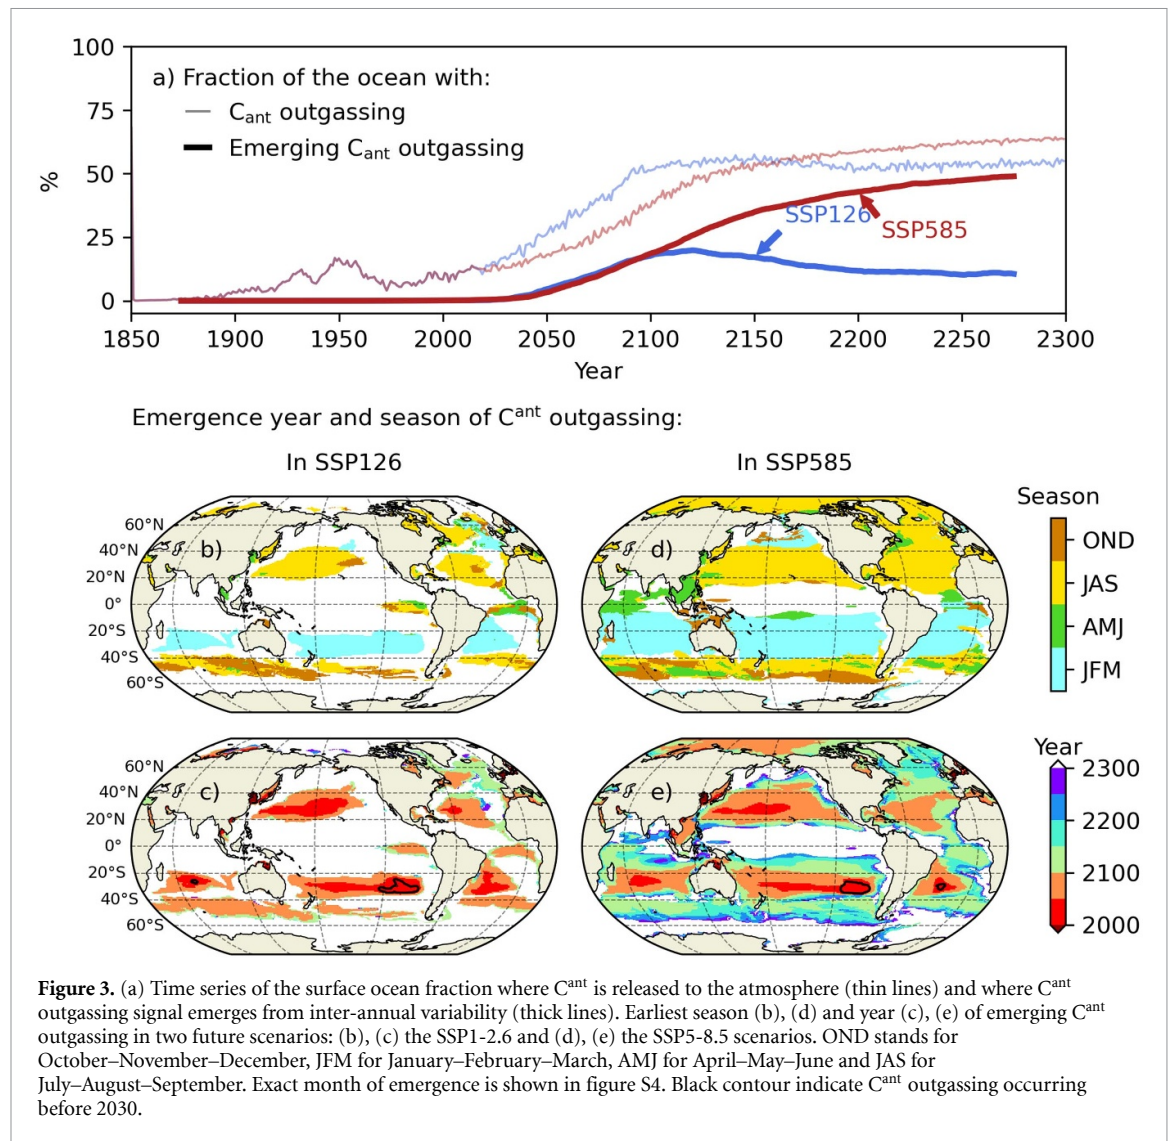 100
75
50
25
0
%
a) Fraction of the ocean with:
Cant outgassing
Emerging Cant outgassing
SSP126
SSP585
1850 1900 1950 2000 2050 2100 2150 2200 2250 2300
Year
Emergence year and season of Cant outgassing:
In SSP126
In SSP585
60°N
40°N
20°N
0°
20°S
40°S
60°S
b)
d)
Season
OND
JAS
AMJ
JFM
60°N
40°N
20°N
0°
20°S
40°S
60°S
c)
e)
Year
2300
2200
2100
2000
Figure 3. (a) Time series of the surface ocean fraction where Cant is released to the atmosphere (thin lines) and where Cant
outgassing signal emerges from inter-annual variability (thick lines). Earliest season (b), (d) and year (c), (e) of emerging Cant
outgassing in two future scenarios: (b), (c) the SSP1-2.6 and (d), (e) the SSP5-8.5 scenarios. OND stands for
October–November–December, JFM for January–February–March, AMJ for April–May–June and JAS for
July–August–September. Exact month of emergence is shown in figure S4. Black contour indicate Cant outgassing occurring
before 2030.